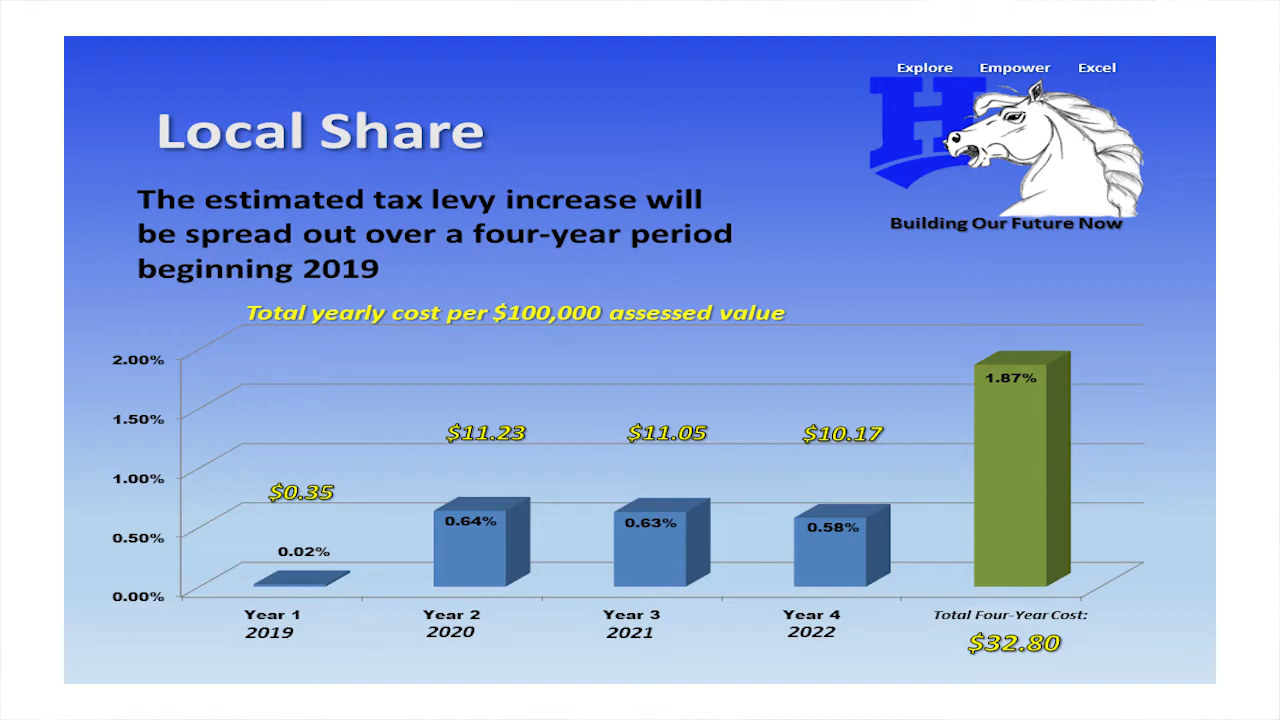 Explore Empower Excel
H
Local Share
Building Our Future Now
The estimated tax levy increase will
be spread out over a four-year period
beginning 2019
Total yearly cost per $100,000 assessed value
2.00%
1.50%
1.00%
0.50%
0.00%
$0.35
$11.23
$11.05
$10.17
0.02%
0.64%
0.63%
0.58%
1.87%
Year 1
2019
Year 2
2020
Year 3
2021
Year 4
2022
Total Four-Year Cost:
$32.80